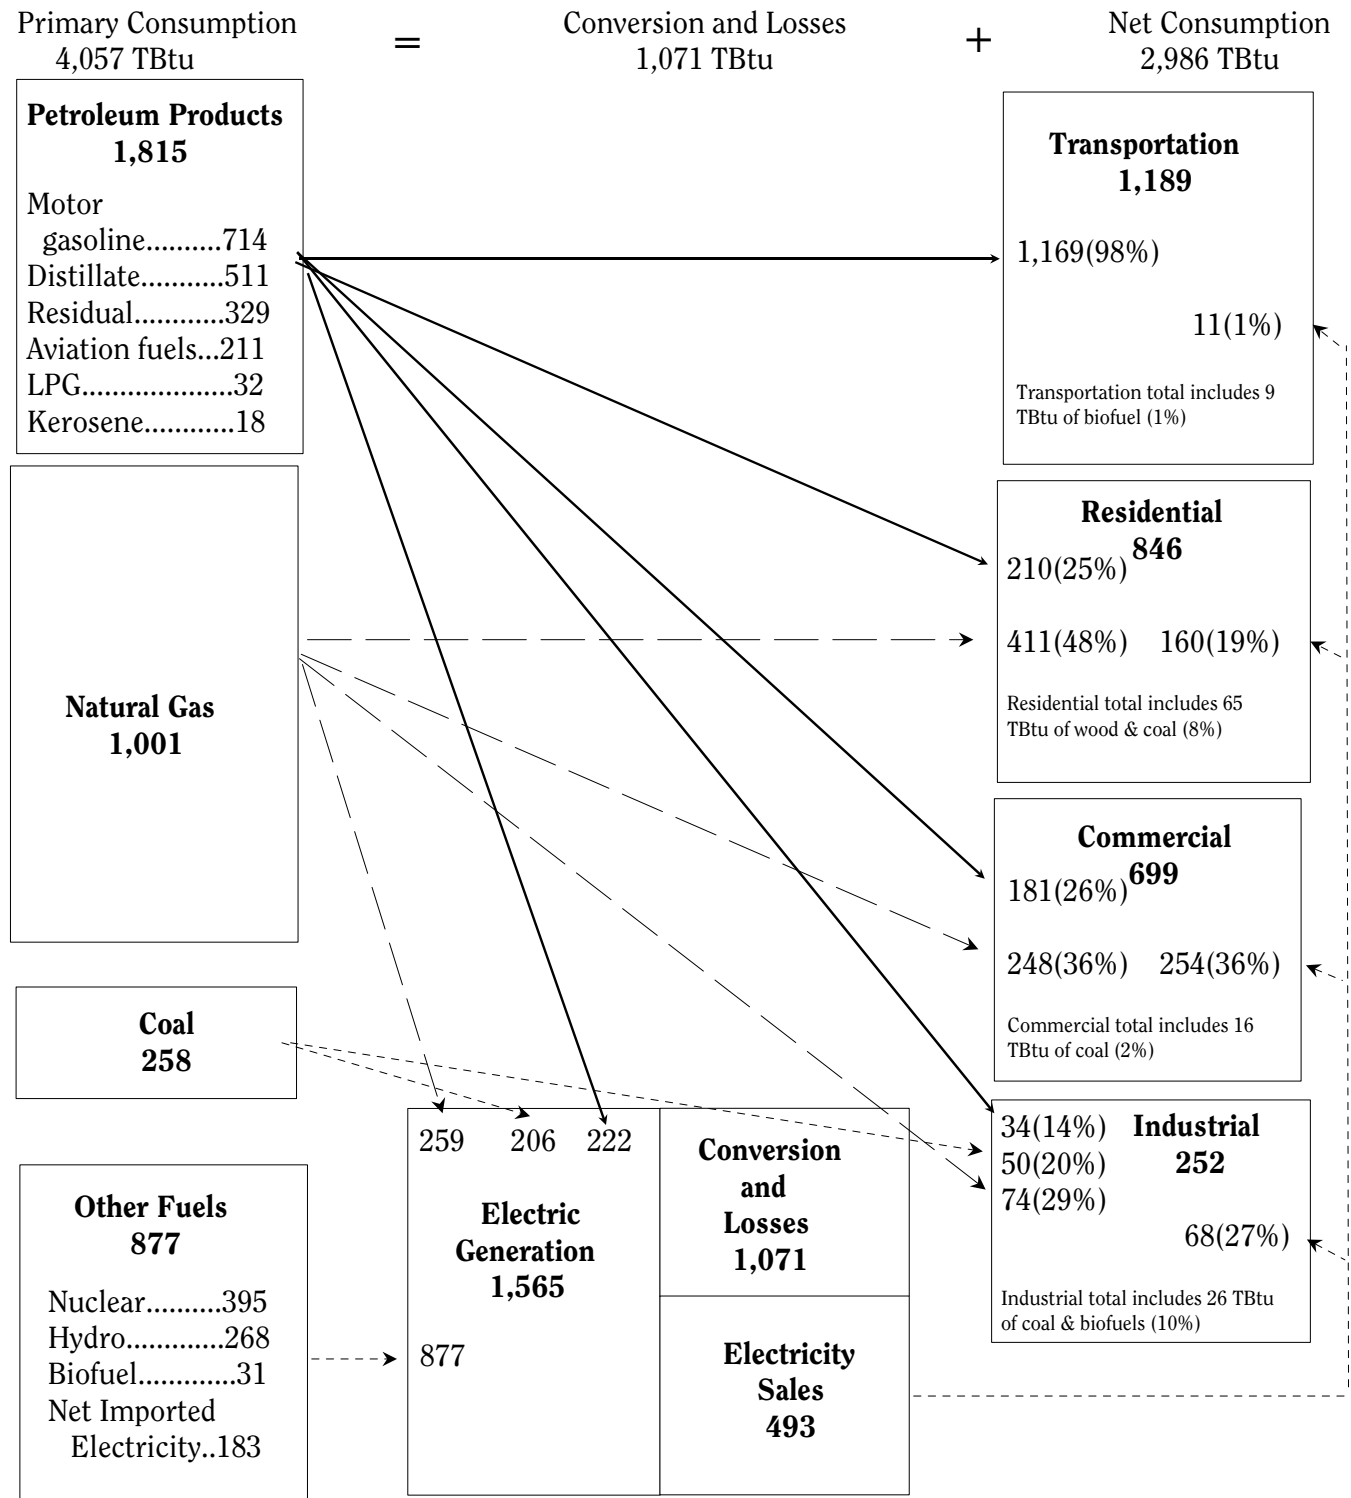 Primary Consumption
4,057 TBtu
=
Conversion and Losses
1,071 TBtu
+
Net Consumption
2,986 TBtu
Petroleum Products
1,815
Motor
gasoline..........714
Distillate...........511
Residual............329
Aviation fuels...211
LPG....................32
Kerosene............18
Natural Gas
1,001
Coal
258
Other Fuels
877
Nuclear..........395
Hydro.............268
Biofuel.............31
Net Imported
Electricity..183
259 206 222
Electric
Generation
1,565
877
Conversion
and
Losses
1,071
Electricity
Sales
493
Transportation
1,189
1,169(98%)
11(1%)
Transportation total includes 9
TBtu of biofuel (1%)
Residential
846
210(25%)
411(48%) 160(19%)
Residential total includes 65
TBtu of wood & coal (8%)
Commercial
699
181(26%)
248(36%) 254(36%)
Commercial total includes 16
TBtu of coal (2%)
34(14%) Industrial
50(20%) 252
74(29%)
68(27%)
Industrial total includes 26 TBtu
of coal & biofuels (10%)